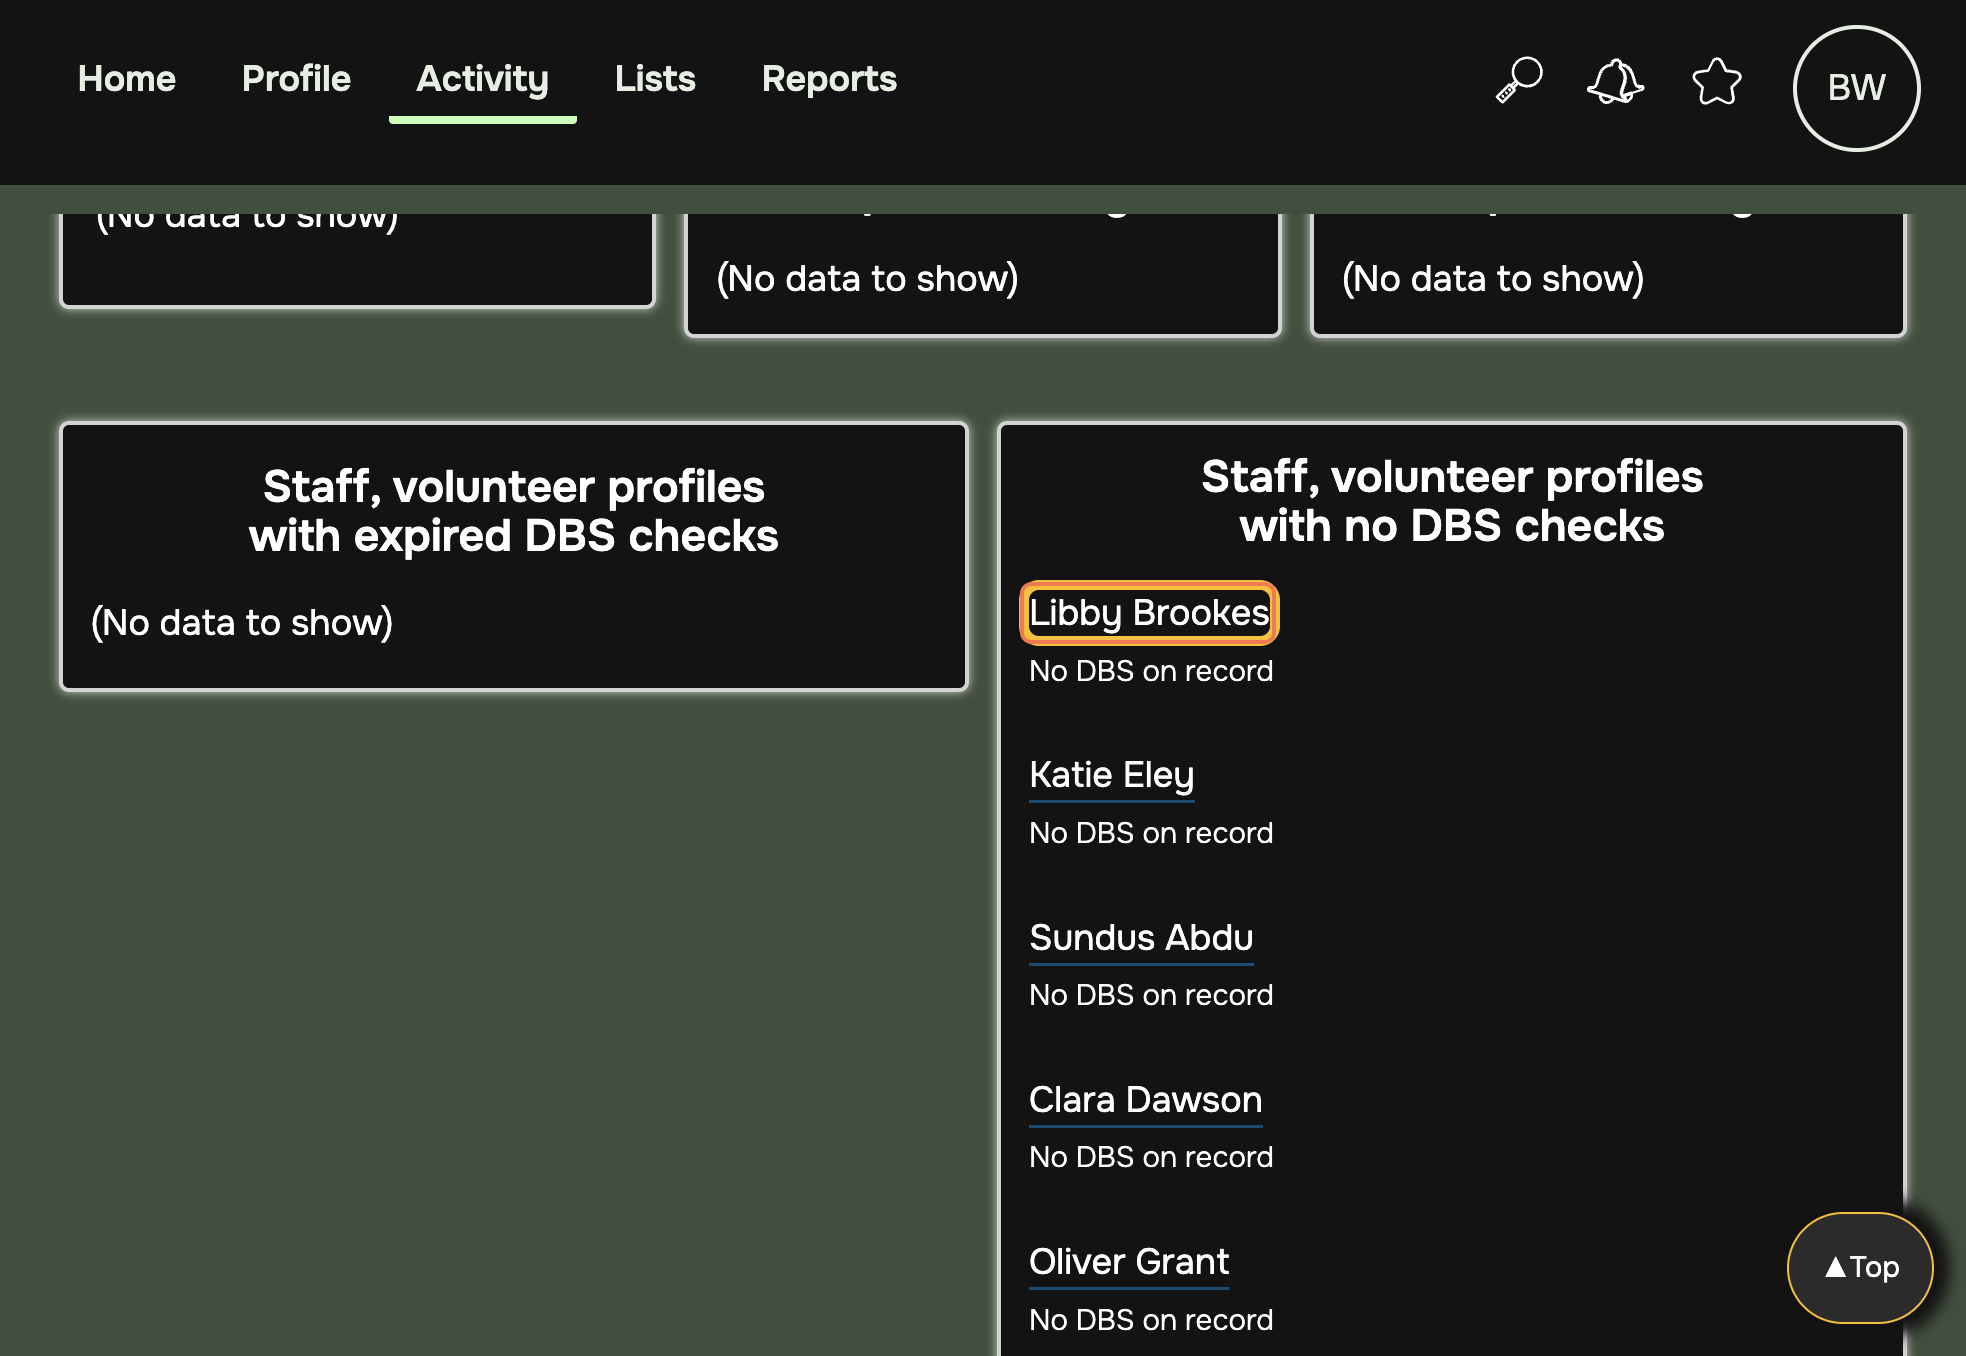 Home Profile Activity Lists Reports BW
(No data to show)
(No data to show) (No data to show)
Staff, volunteer profiles
with expired DBS checks
(No data to show)
Staff, volunteer profiles
with no DBS checks
Libby Brookes
No DBS on record
Katie Eley
No DBS on record
Sundus Abdu
No DBS on record
Clara Dawson
No DBS on record
Oliver Grant
No DBS on record
▲Top